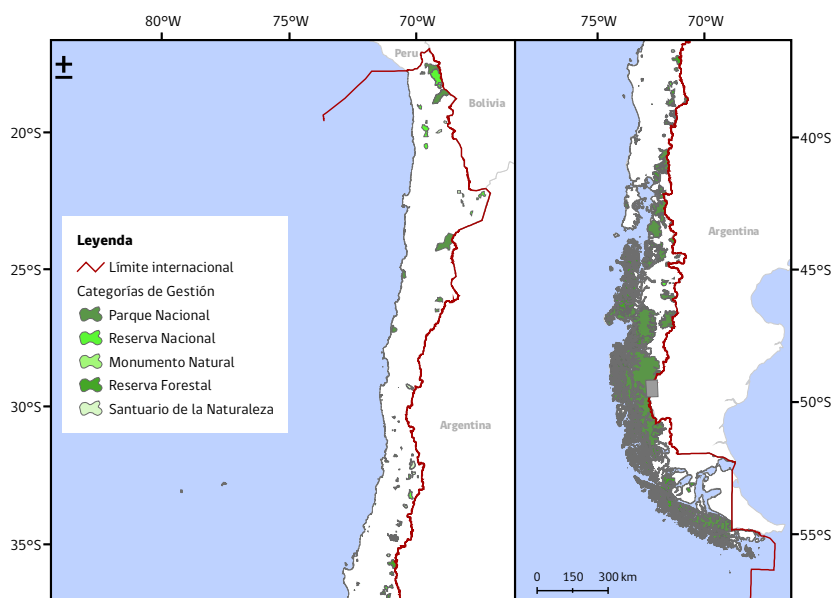 80°W 75°W 70°W 75°W 70°W
Peru
Bolivia
20°S
40°S
Argentina
Leyenda
Límite internacional
25°S
45°S
Categorías de Gestión
Parque Nacional
Reserva Nacional
Monumento Natural
Reserva Forestal
Santuario de la Naturaleza
30°S
50°S
Argentina
35°S
55°S
0 150 300 km